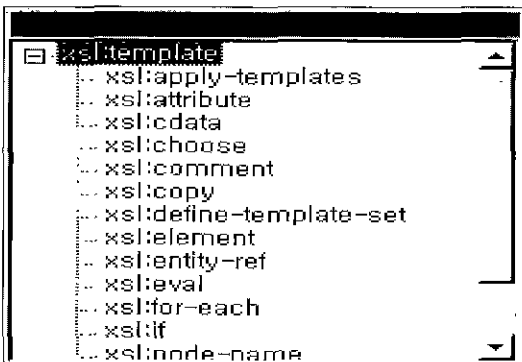 xsl:template
xsl:apply-templates
xsl:attribute
xsl:cdata
xsl:choose
xsl:comment
xsl:copy
xsl:define-template-set
xsl:element
xsl:entity-ref
xsl:eval
xsl:for-each
xsl:if
xsl:node-name